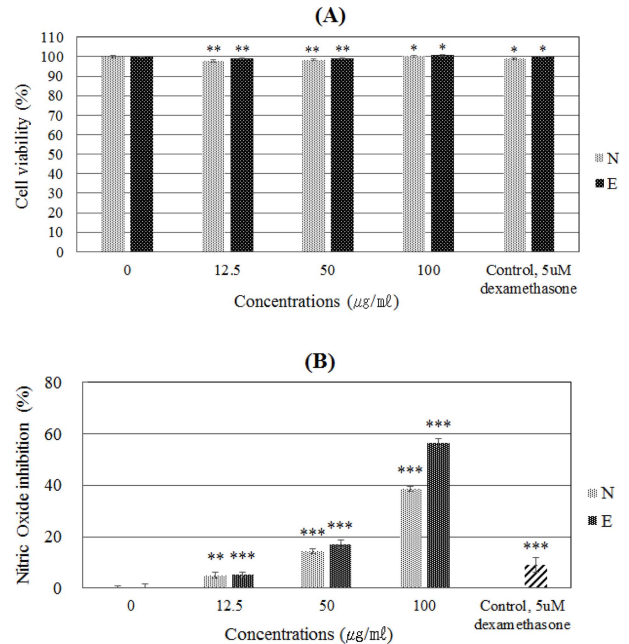 (A)
Cell viability (%)
110
100
90
80
70
60
50
40
30
20
10
0
** **
** **
* *
* *
0 12.5 50 100 Control, 5uM
dexamethasone
Concentrations (㎍/㎖)
N
E
(B)
Nitric Oxide inhibition (%)
80
60
40
20
0
** ***
*** ***
***
***
***
0 12.5 50 100 Control, 5uM
dexamethasone
Concentrations (㎍/㎖)
N
E